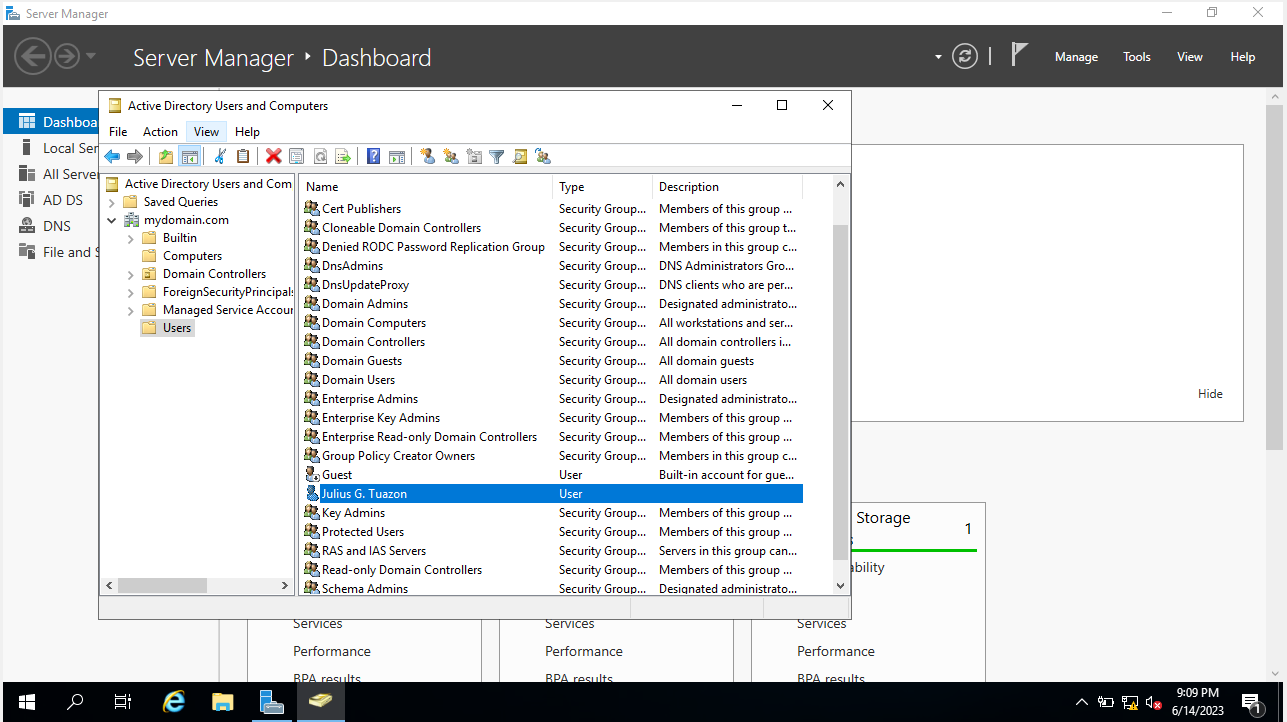 Server Manager
Server Manager ‣ Dashboard
Manage Tools View Help
Dashboa
Local Ser
All Server
AD DS
DNS
File and S
Active Directory Users and Computers
File Action View Help
Active Directory Users and Com
Saved Queries
mydomain.com
Builtin
Computers
Domain Controllers
ForeignSecurityPrincipals
Managed Service Accour
Users
Name Type Description
Cert Publishers Security Group... Members of this group ...
Cloneable Domain Controllers Security Group... Members of this group t...
Denied RODC Password Replication Group Security Group... Members in this group c...
DnsAdmins Security Group... DNS Administrators Gro...
DnsUpdateProxy Security Group... DNS clients who are per...
Domain Admins Security Group... Designated administrato...
Domain Computers Security Group... All workstations and ser...
Domain Controllers Security Group... All domain controllers i...
Domain Guests Security Group... All domain guests
Domain Users Security Group... All domain users
Enterprise Admins Security Group... Designated administrato...
Enterprise Key Admins Security Group... Members of this group ...
Enterprise Read-only Domain Controllers Security Group... Members of this group ...
Group Policy Creator Owners Security Group... Members in this group c...
Guest User Built-in account for gue...
Julius G. Tuazon User
Key Admins Security Group... Members of this group ...
Protected Users Security Group... Members of this group ...
RAS and IAS Servers Security Group... Servers in this group can...
Read-only Domain Controllers Security Group... Members of this group ...
Schema Admins Security Group... Designated administrato...
Hide
Storage 1
s
ability
Services Services Services
Performance Performance Performance
BPA results BPA results BPA results
9:09 PM
6/14/2023
1